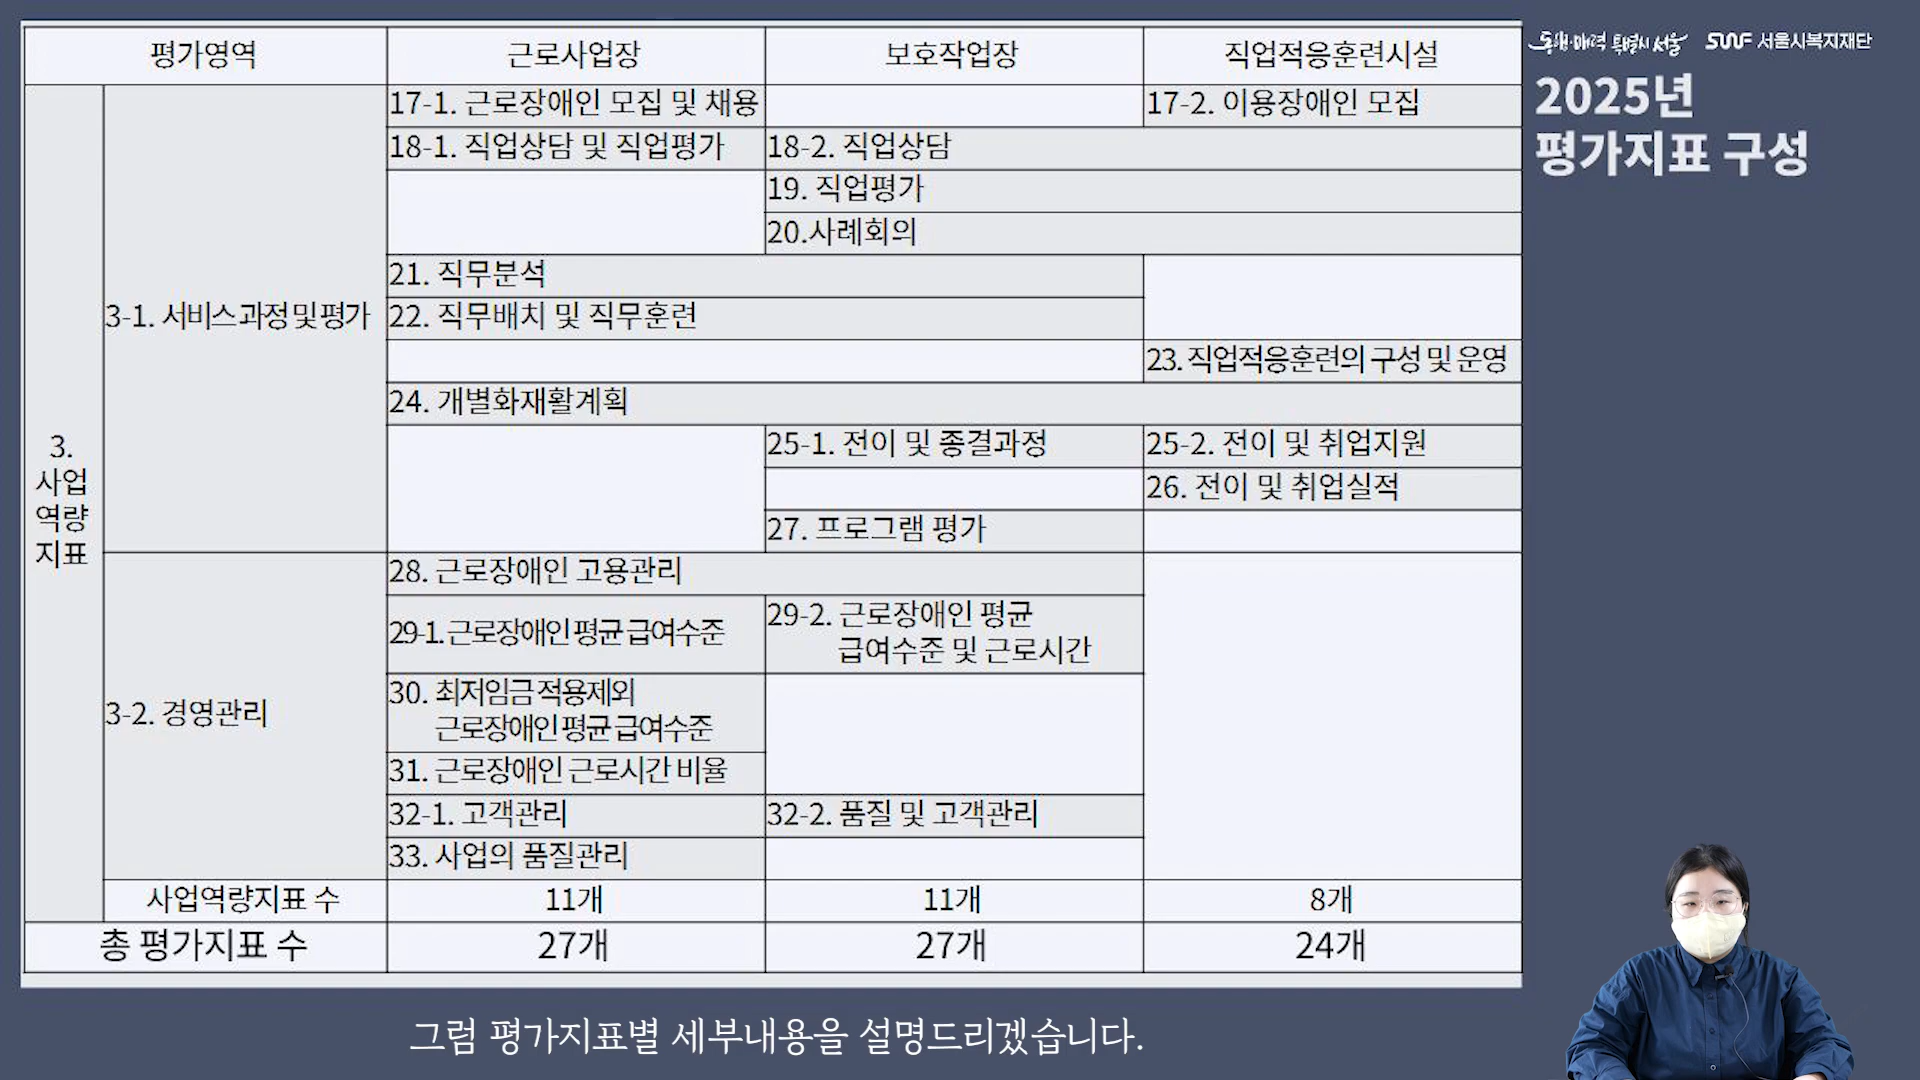 동행·매력 특별시 서울 SWF 서울시복지재단
2025년
평가지표 구성
평가영역 근로사업장 보호작업장 직업적응훈련시설
3.
사업
역량
지표
3-1. 서비스 과정 및 평가
17-1. 근로장애인 모집 및 채용 17-2. 이용장애인 모집
18-1. 직업상담 및 직업평가 18-2. 직업상담
19. 직업평가
20.사례회의
21. 직무분석
22. 직무배치 및 직무훈련
23. 직업적응훈련의 구성 및 운영
24. 개별화재활계획
25-1. 전이 및 종결과정 25-2. 전이 및 취업지원
26. 전이 및 취업실적
27. 프로그램 평가
3-2. 경영관리
28. 근로장애인 고용관리
29-1. 근로장애인 평균 급여수준 29-2. 근로장애인 평균
급여수준 및 근로시간
30. 최저임금 적용제외
근로장애인 평균 급여수준
31. 근로장애인 근로시간 비율
32-1. 고객관리 32-2. 품질 및 고객관리
33. 사업의 품질관리
사업역량지표 수 11개 11개 8개
총 평가지표 수 27개 27개 24개
그럼 평가지표별 세부내용을 설명드리겠습니다.